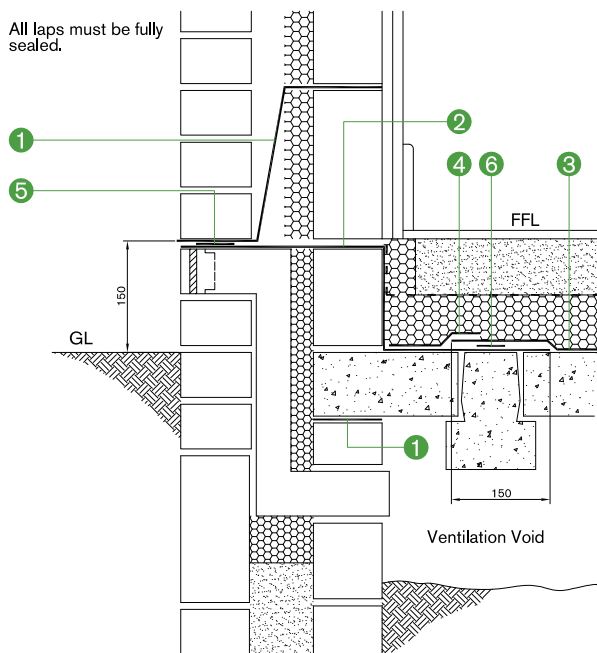 All laps must be fully
sealed.
1
2
5
4
6
3
FFL
150
GL
1
150
Ventilation Void